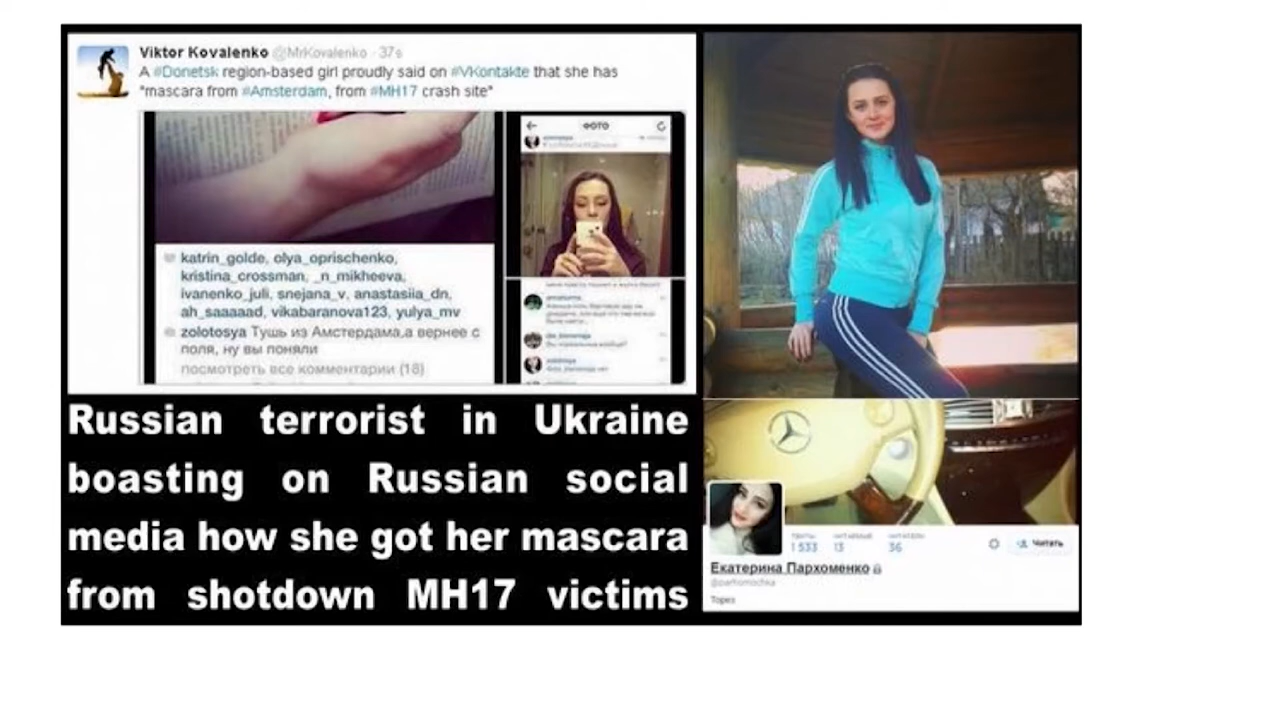 Viktor Kovalenko @MrKovalenko · 37s
A #Donetsk region-based girl proudly said on #VKontakte that she has
"mascara from #Amsterdam, from #MH17 crash site"
katrin_golde, olya_oprischenko,
kristina_crossman, _n_mikheeva,
ivanenko_juli, snejana_v, anastasiia_dn,
ah_saaaaad, vikabaranova123, yulya_mv
zolotosya Тушь из Амстердама,а вернее с
поля, ну вы поняли
посмотреть все комментарии (18)
ФОТО
Russian terrorist in Ukraine
boasting on Russian social
media how she got her mascara
from shotdown MH17 victims
1 533 13 36
Читать
Екатерина Пархоменко
@parhomochka
Торез